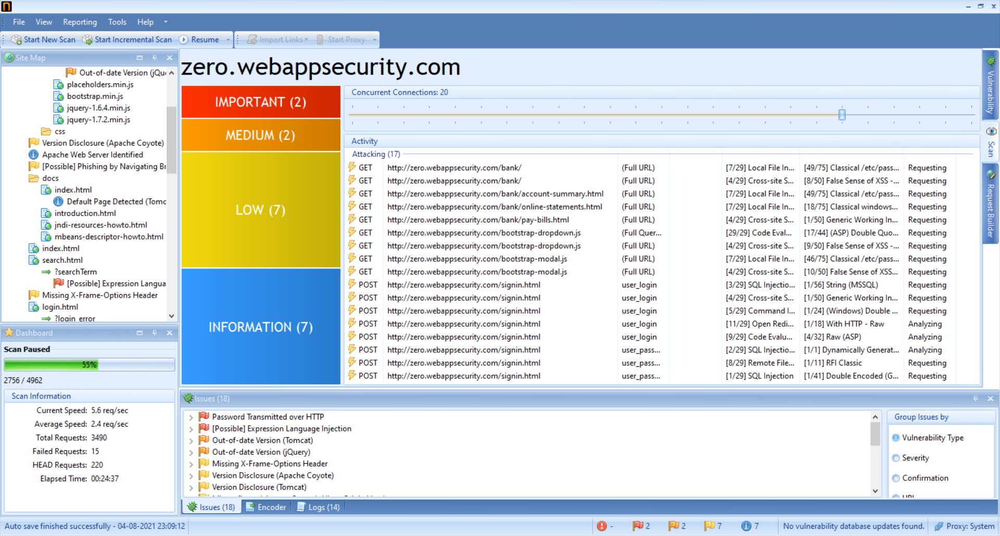 n
File View Reporting Tools Help
Start New Scan Start Incremental Scan Resume Import Links Start Proxy
Site Map
Out-of-date Version (jQu
placeholders.min.js
bootstrap.min.js
jquery-1.6.4.min.js
jquery-1.7.2.min.js
css
Version Disclosure (Apache Coyote)
Apache Web Server Identified
[Possible] Phishing by Navigating Br
docs
index.html
Default Page Detected (Tomc
introduction.html
jndi-resources-howto.html
mbeans-descriptor-howto.html
index.html
search.html
?searchTerm
[Possible] Expression Langua
Missing X-Frame-Options Header
login.html
?login_error
Dashboard
Scan Paused
55%
2756 / 4962
Scan Information
Current Speed: 5.6 req/sec
Average Speed: 2.4 req/sec
Total Requests: 3490
Failed Requests: 15
HEAD Requests: 220
Elapsed Time: 00:24:37
zero.webappsecurity.com
IMPORTANT (2)
MEDIUM (2)
LOW (7)
INFORMATION (7)
Concurrent Connections: 20
Activity
Attacking (17)
GET http://zero.webappsecurity.com/bank/ (Full URL) [7/29] Local File In... [49/75] Classical /etc/pass... Requesting
GET http://zero.webappsecurity.com/bank/ (Full URL) [4/29] Cross-site S... [8/50] False Sense of XSS -... Requesting
GET http://zero.webappsecurity.com/bank/account-summary.html (Full URL) [7/29] Local File In... [49/75] Classical /etc/pass... Requesting
GET http://zero.webappsecurity.com/bank/online-statements.html (Full URL) [7/29] Local File In... [18/75] Classical windows... Requesting
GET http://zero.webappsecurity.com/bank/pay-bills.html (Full URL) [4/29] Cross-site S... [1/50] Generic Working In... Requesting
GET http://zero.webappsecurity.com/bootstrap-dropdown.js (Full Quer... [29/29] Code Eval... [17/44] (ASP) Double Quo... Requesting
GET http://zero.webappsecurity.com/bootstrap-dropdown.js (Full URL) [4/29] Cross-site S... [9/50] False Sense of XSS -... Requesting
GET http://zero.webappsecurity.com/bootstrap-modal.js (Full URL) [7/29] Local File In... [46/75] Classical /etc/pass... Requesting
GET http://zero.webappsecurity.com/bootstrap-modal.js (Full URL) [4/29] Cross-site S... [10/50] False Sense of XSS... Requesting
POST http://zero.webappsecurity.com/signin.html user_login [3/29] SQL Injectio... [1/56] String (MSSQL) Requesting
POST http://zero.webappsecurity.com/signin.html user_login [4/29] Cross-site S... [1/50] Generic Working In... Requesting
POST http://zero.webappsecurity.com/signin.html user_login [5/29] Command I... [1/24] (Windows) Double ... Requesting
POST http://zero.webappsecurity.com/signin.html user_login [11/29] Open Redi... [1/18] With HTTP - Raw Analyzing
POST http://zero.webappsecurity.com/signin.html user_login [9/29] Code Evalu... [4/32] Raw (ASP) Analyzing
POST http://zero.webappsecurity.com/signin.html user_pass... [2/29] SQL Injectio... [1/1] Dynamically Generat... Analyzing
POST http://zero.webappsecurity.com/signin.html user_pass... [8/29] Remote File... [1/11] RFI Classic Requesting
POST http://zero.webappsecurity.com/signin.html user_pass... [1/29] SQL Injection [1/41] Double Encoded (G... Requesting
Vulnerability
Scan
Request Builder
Issues (18)
Password Transmitted over HTTP
[Possible] Expression Language Injection
Out-of-date Version (Tomcat)
Out-of-date Version (jQuery)
Missing X-Frame-Options Header
Version Disclosure (Apache Coyote)
Version Disclosure (Tomcat)
Group Issues by
Vulnerability Type
Severity
Confirmation
URL
Issues (18) Encoder Logs (14)
Auto save finished successfully - 04-08-2021 23:09:12 - 2 2 7 7 No vulnerability database updates found. Proxy: System